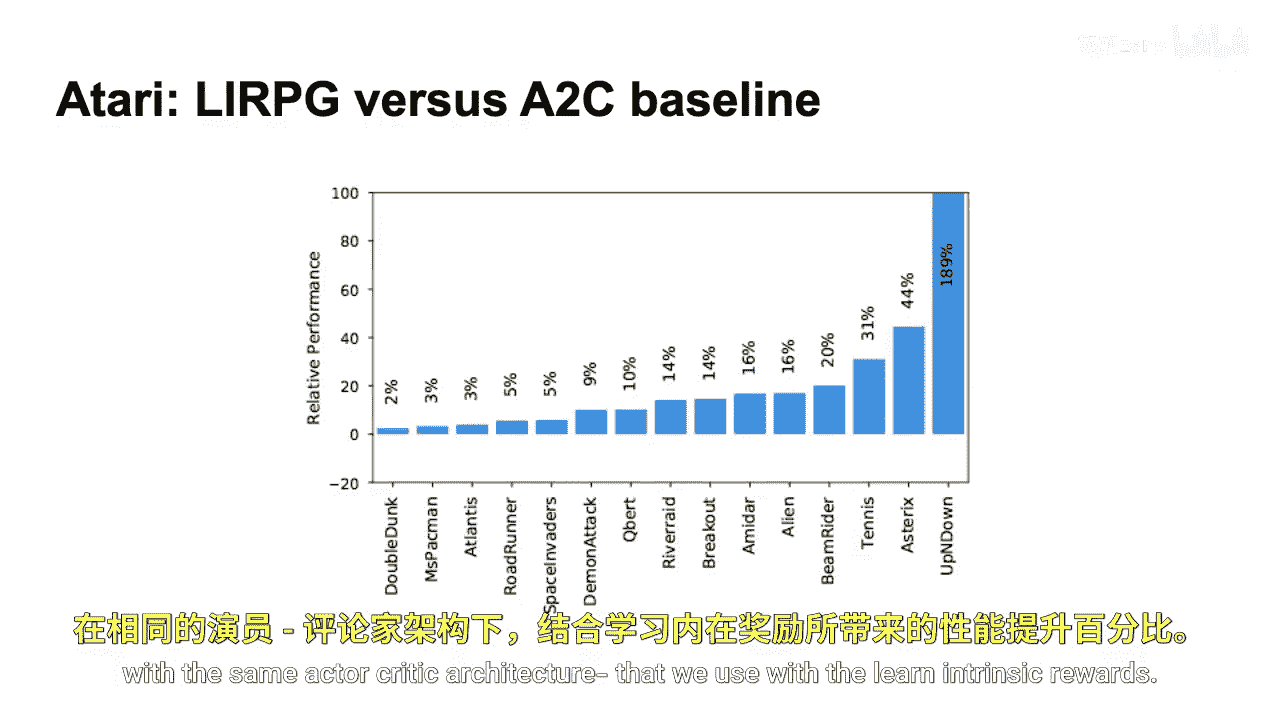 Atari: LIRPG versus A2C baseline
Relative Performance
100
80
60
40
20
0
−20
2%
3%
3%
5%
5%
9%
10%
14%
14%
16%
16%
20%
31%
44%
189%
DoubleDunk
MsPacman
Atlantis
RoadRunner
SpaceInvaders
DemonAttack
Qbert
Riverraid
Breakout
Amidar
Alien
BeamRider
Tennis
Asterix
UpNDown
在相同的演员 - 评论家架构下，结合学习内在奖励所带来的性能提升百分比。
with the same actor critic architecture– that we use with the learn intrinsic rewards.